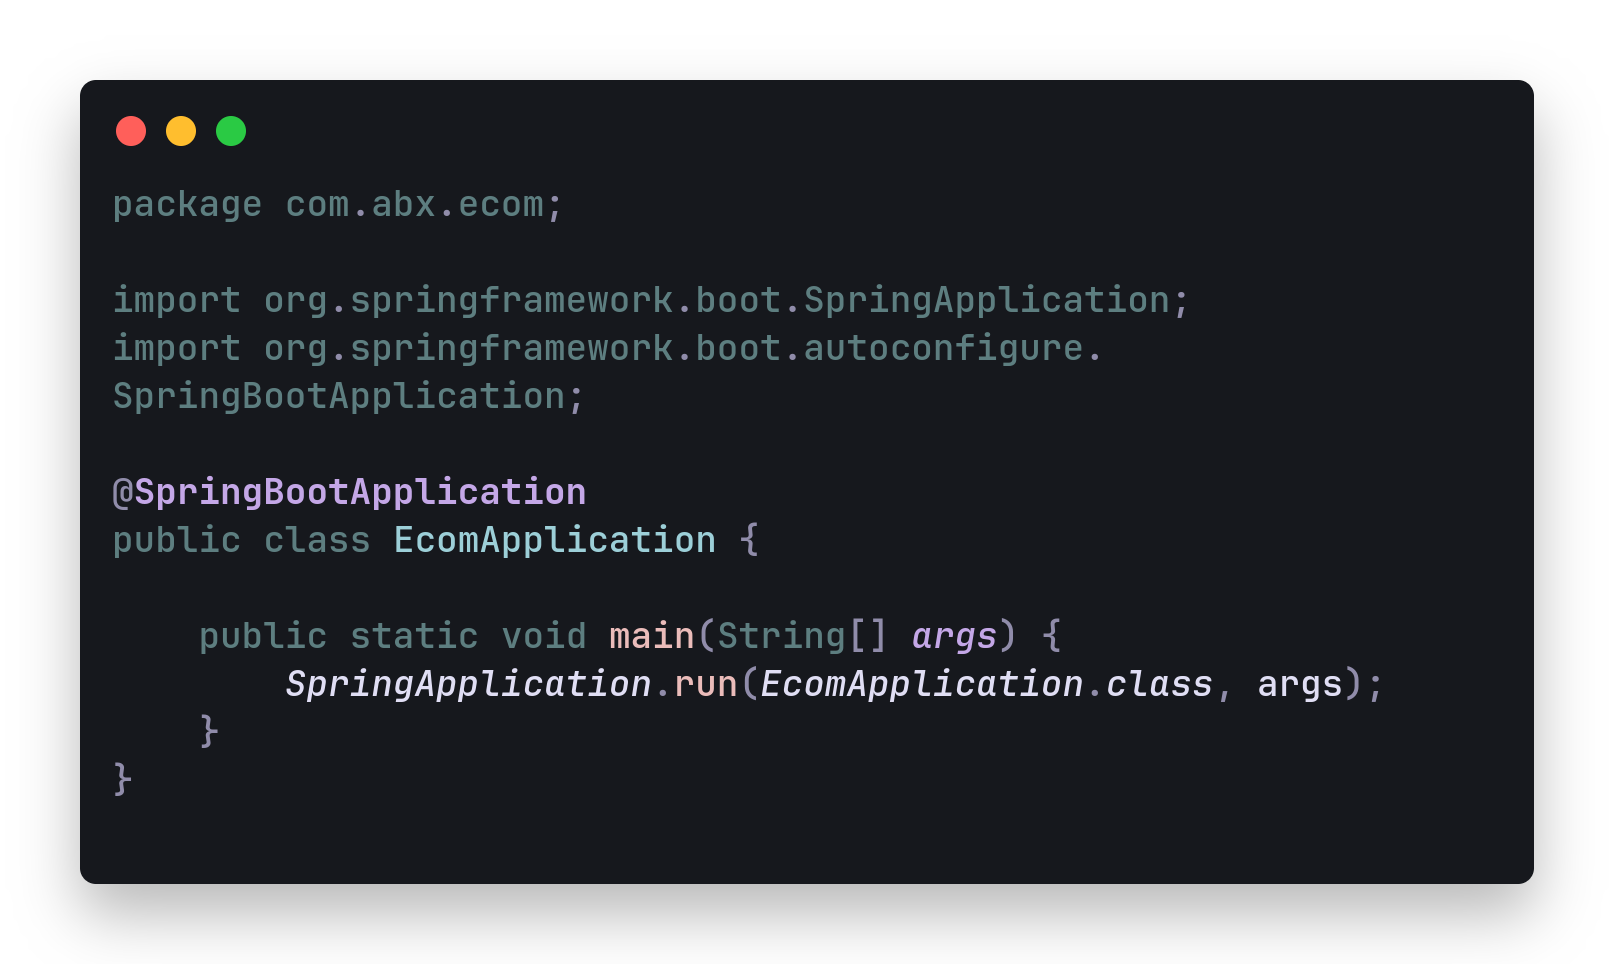 package com.abx.ecom;

import org.springframework.boot.SpringApplication;
import org.springframework.boot.autoconfigure.
SpringBootApplication;

@SpringBootApplication
public class EcomApplication {

    public static void main(String[] args) {
        SpringApplication.run(EcomApplication.class, args);
    }
}